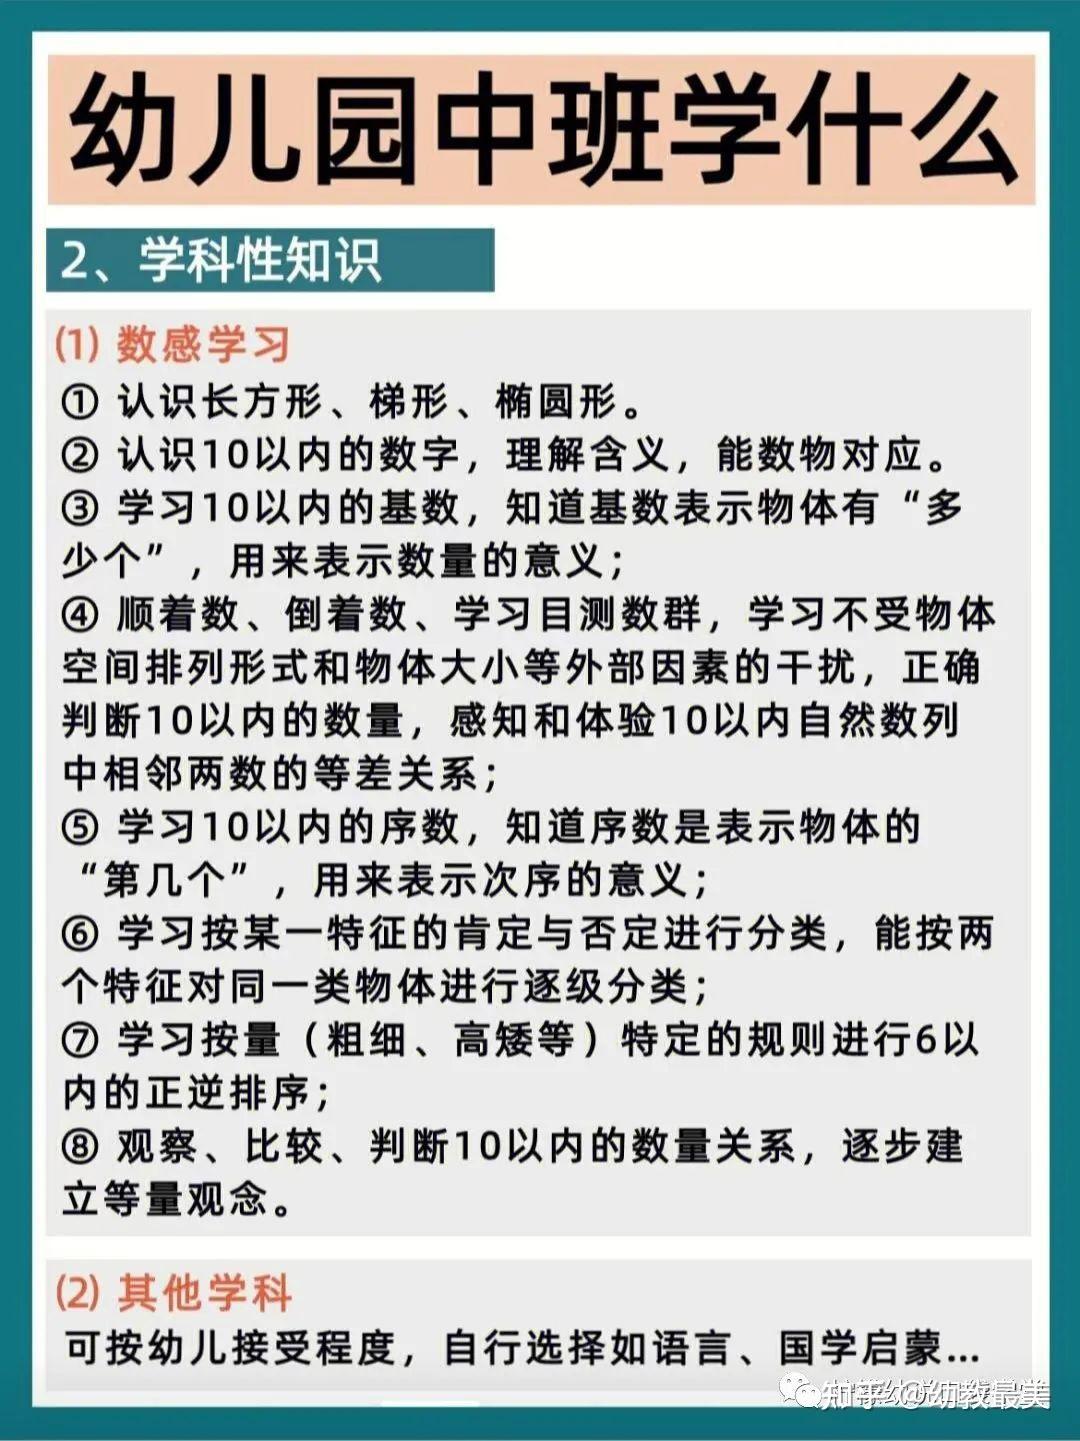 幼儿园中班学什么
2、学科性知识
(1) 数感学习
① 认识长方形、梯形、椭圆形。
② 认识10以内的数字，理解含义，能数物对应。
③ 学习10以内的基数，知道基数表示物体有“多
少个”，用来表示数量的意义；
④ 顺着数、倒着数、学习目测数群，学习不受物体
空间排列形式和物体大小等外部因素的干扰，正确
判断10以内的数量，感知和体验10以内自然数列
中相邻两数的等差关系；
⑤ 学习10以内的序数，知道序数是表示物体的
“第几个”，用来表示次序的意义；
⑥ 学习按某一特征的肯定与否定进行分类，能按两
个特征对同一类物体进行逐级分类；
⑦ 学习按量（粗细、高矮等）特定的规则进行6以
内的正逆排序；
⑧ 观察、比较、判断10以内的数量关系，逐步建
立等量观念。
(2) 其他学科
可按幼儿接受程度，自行选择如语言、国学启蒙...
知乎 @幼教最美